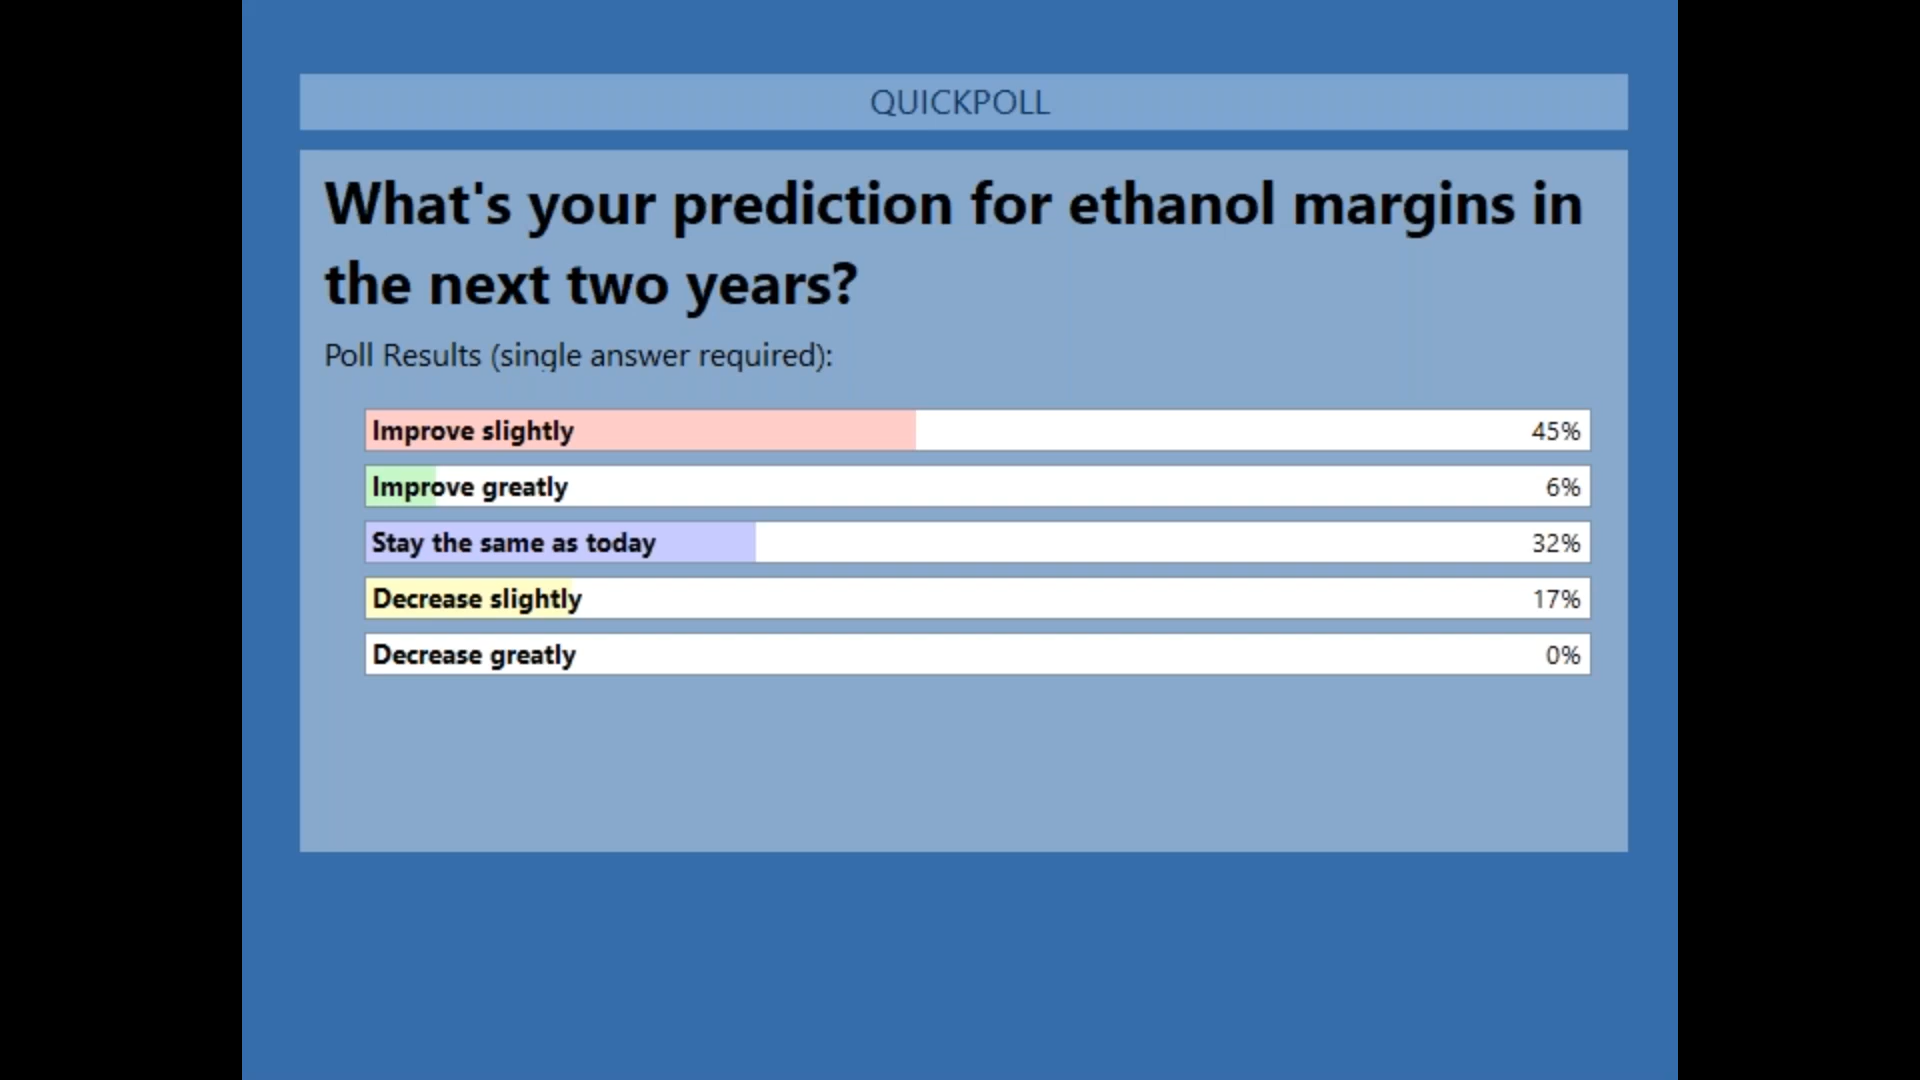 QUICKPOLL
What's your prediction for ethanol margins in
the next two years?
Poll Results (single answer required):
Improve slightly 45%
Improve greatly 6%
Stay the same as today 32%
Decrease slightly 17%
Decrease greatly 0%